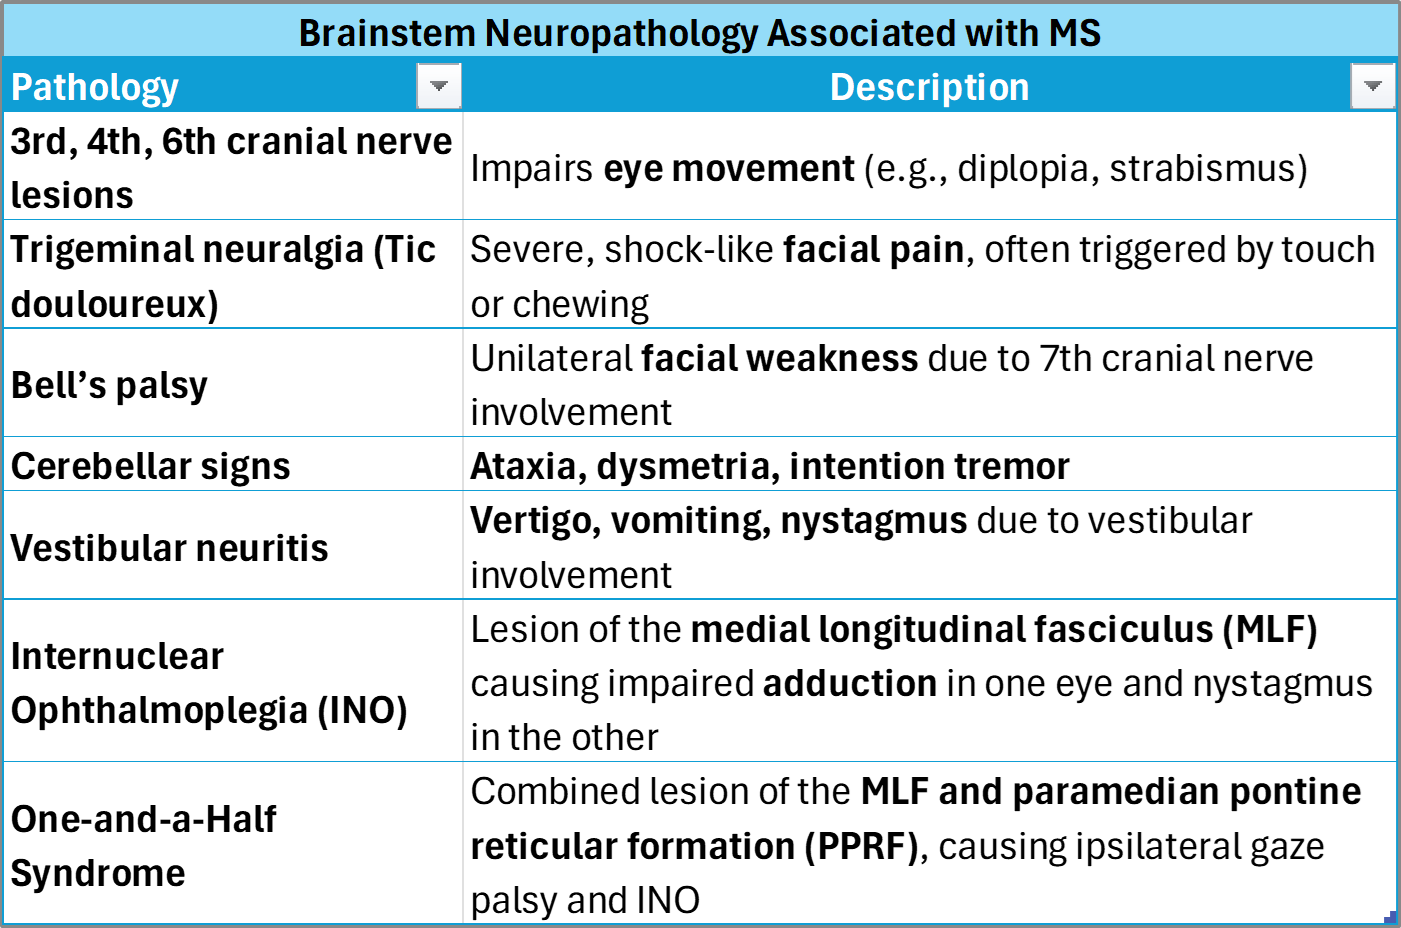 Brainstem Neuropathology Associated with MS
Pathology
Description
3rd, 4th, 6th cranial nerve
lesions
Impairs eye movement (e.g., diplopia, strabismus)
Trigeminal neuralgia (Tic
douloureux)
Severe, shock-like facial pain, often triggered by touch
or chewing
Bell’s palsy
Unilateral facial weakness due to 7th cranial nerve
involvement
Cerebellar signs
Ataxia, dysmetria, intention tremor
Vestibular neuritis
Vertigo, vomiting, nystagmus due to vestibular
involvement
Internuclear
Ophthalmoplegia (INO)
Lesion of the medial longitudinal fasciculus (MLF)
causing impaired adduction in one eye and nystagmus
in the other
One-and-a-Half
Syndrome
Combined lesion of the MLF and paramedian pontine
reticular formation (PPRF), causing ipsilateral gaze
palsy and INO